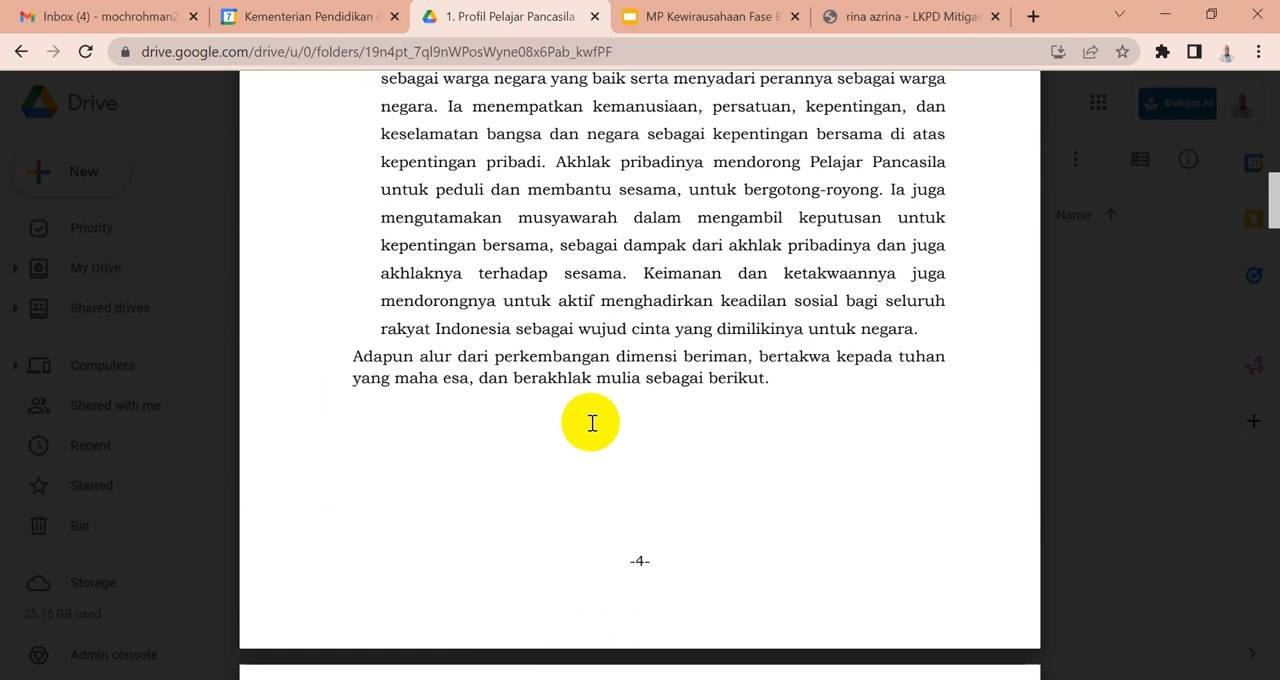 Inbox (4) - mochrohman2
Kementerian Pendidikan d
1. Profil Pelajar Pancasila -
MP Kewirausahaan Fase B
rina azrina - LKPD Mitigas
drive.google.com/drive/u/0/folders/19n4pt_7ql9nWPosWyne08x6Pab_kwfPF
Drive
belajar.id
New
Name
Priority
My Drive
Shared drives
Computers
Shared with me
Recent
Starred
Bin
Storage
25.76 GB used
Admin console
sebagai warga negara yang baik serta menyadari perannya sebagai warga
negara. Ia menempatkan kemanusiaan, persatuan, kepentingan, dan
keselamatan bangsa dan negara sebagai kepentingan bersama di atas
kepentingan pribadi. Akhlak pribadinya mendorong Pelajar Pancasila
untuk peduli dan membantu sesama, untuk bergotong-royong. Ia juga
mengutamakan musyawarah dalam mengambil keputusan untuk
kepentingan bersama, sebagai dampak dari akhlak pribadinya dan juga
akhlaknya terhadap sesama. Keimanan dan ketakwaannya juga
mendorongnya untuk aktif menghadirkan keadilan sosial bagi seluruh
rakyat Indonesia sebagai wujud cinta yang dimilikinya untuk negara.
Adapun alur dari perkembangan dimensi beriman, bertakwa kepada tuhan
yang maha esa, dan berakhlak mulia sebagai berikut.
-4-